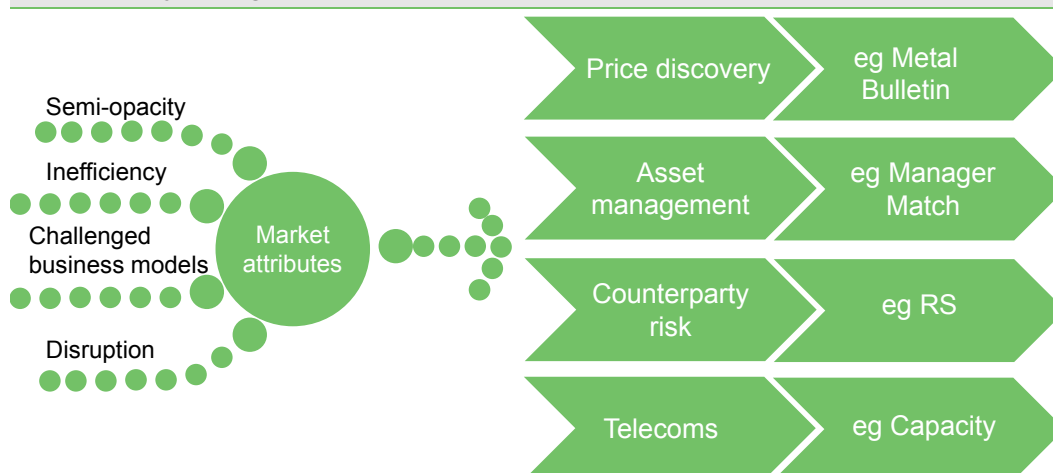 Semi-opacity
Inefficiency
Challenged
business models
Disruption
Market
attributes
Price discovery
eg Metal
Bulletin
Asset
management
eg Manager
Match
Counterparty
risk
eg RS
Telecoms
eg Capacity